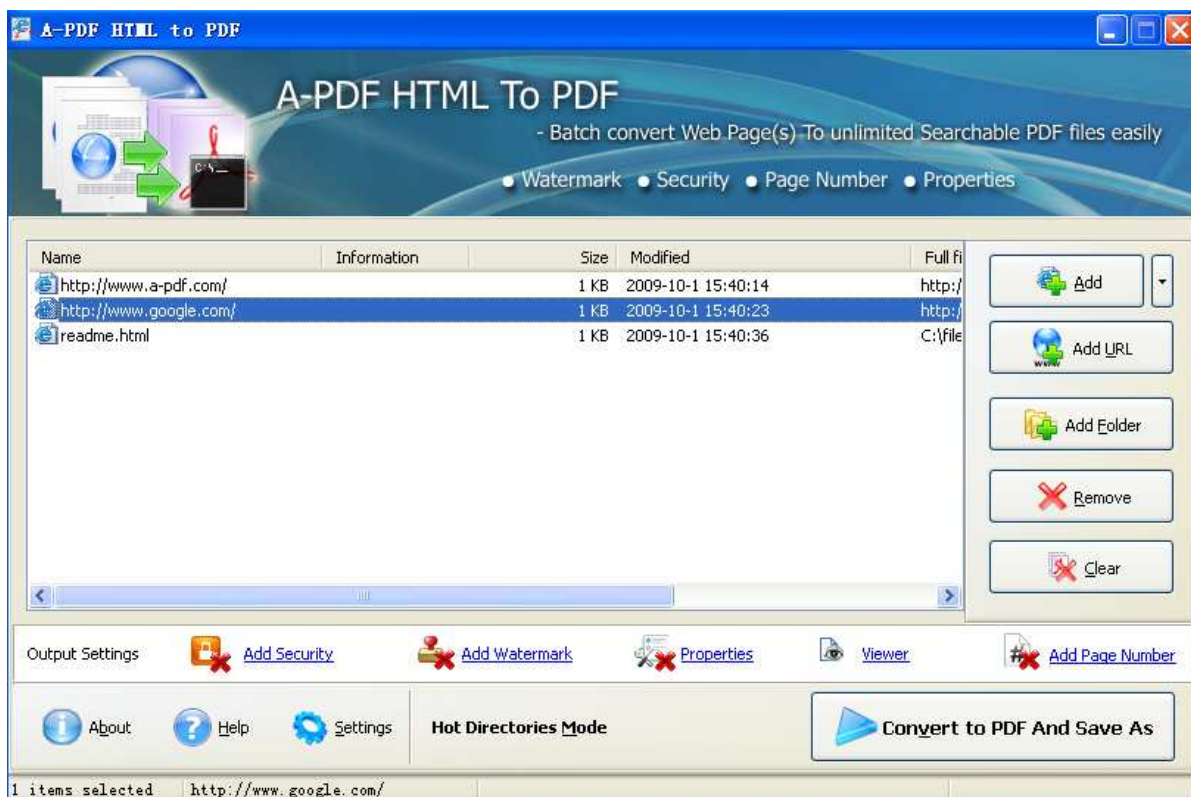 A-PDF HTML to PDF
A-PDF HTML To PDF
- Batch convert Web Page(s) To unlimited Searchable PDF files easily
● Watermark ● Security ● Page Number ● Properties
C:\
Name Information Size Modified Full fi
http://www.a-pdf.com/ 1 KB 2009-10-1 15:40:14 http:/
http://www.google.com/ 1 KB 2009-10-1 15:40:23 http:/
readme.html 1 KB 2009-10-1 15:40:36 C:\file
Add
Add URL
Add Folder
Remove
Clear
Output Settings Add Security Add Watermark Properties Viewer Add Page Number
About Help Settings Hot Directories Mode Convert to PDF And Save As
1 items selected http://www.google.com/